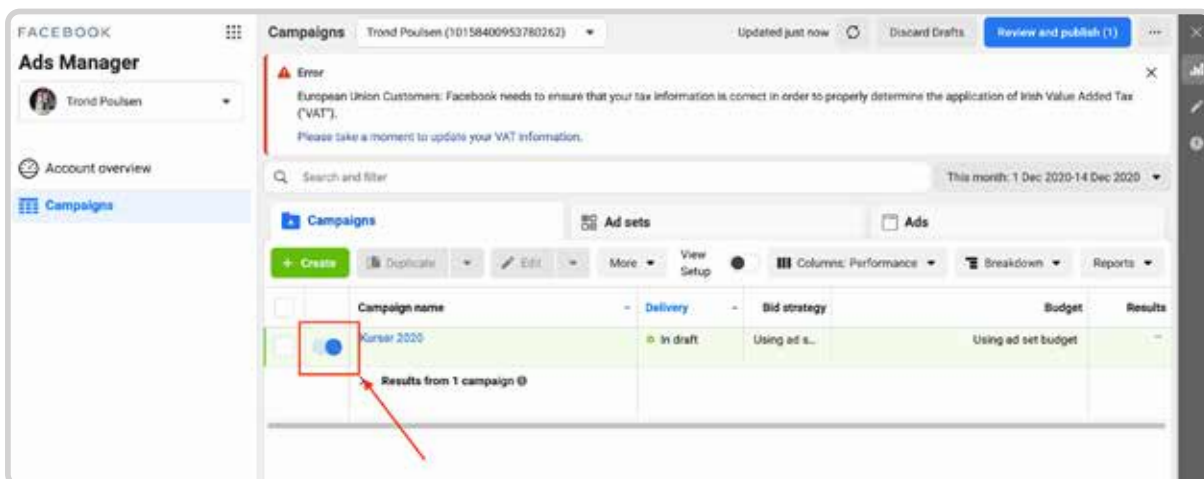 FACEBOOK
Ads Manager
Trond Poulsen
Account overview
Campaigns
Campaigns Trond Poulsen (10158400953780262) Updated just now Discard Drafts Review and publish (1)
Error
European Union Customers: Facebook needs to ensure that your tax information is correct in order to properly determine the application of Irish Value Added Tax
("VAT").
Please take a moment to update your VAT information.
Search and filter This month: 1 Dec 2020-14 Dec 2020
Campaigns Ad sets Ads
+ Create Duplicate Edit More View Setup Columns: Performance Breakdown Reports
Campaign name Delivery Bid strategy Budget Results
Kurser 2020 In draft Using ad s... Using ad set budget —
Results from 1 campaign